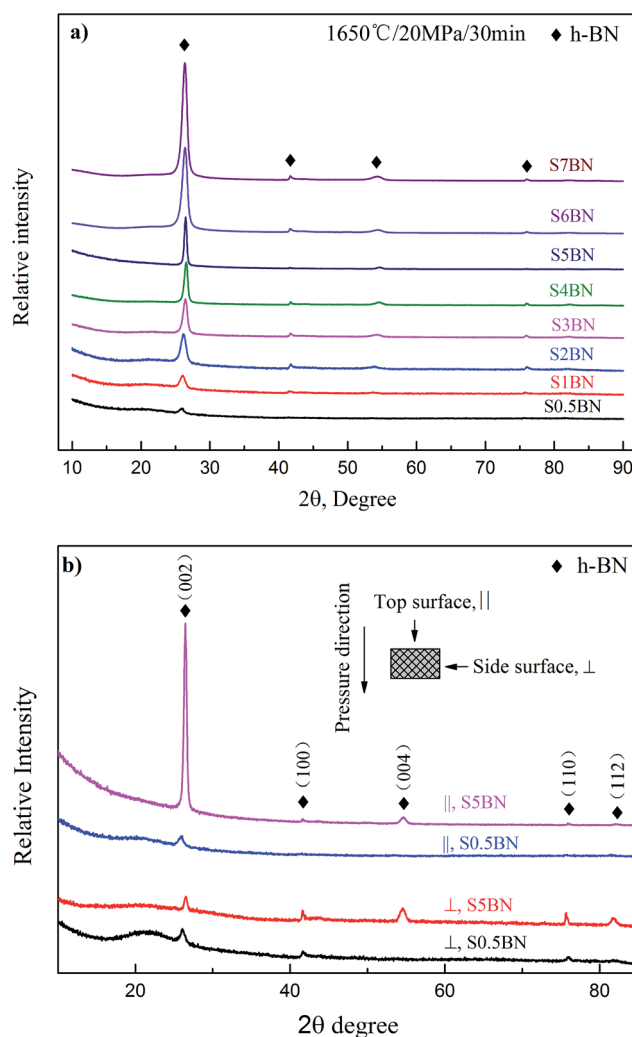 a)
1650℃/20MPa/30min ◆ h-BN
Relative intensity
S7BN
S6BN
S5BN
S4BN
S3BN
S2BN
S1BN
S0.5BN
10 20 30 40 50 60 70 80 90
2θ, Degree
b)
◆ h-BN
(002)
Pressure direction
Top surface, ||
Side surface, ⊥
(100)
(004)
(110)
(112)
Relative Intensity
||, S5BN
||, S0.5BN
⊥, S5BN
⊥, S0.5BN
20 40 60 80
2θ degree